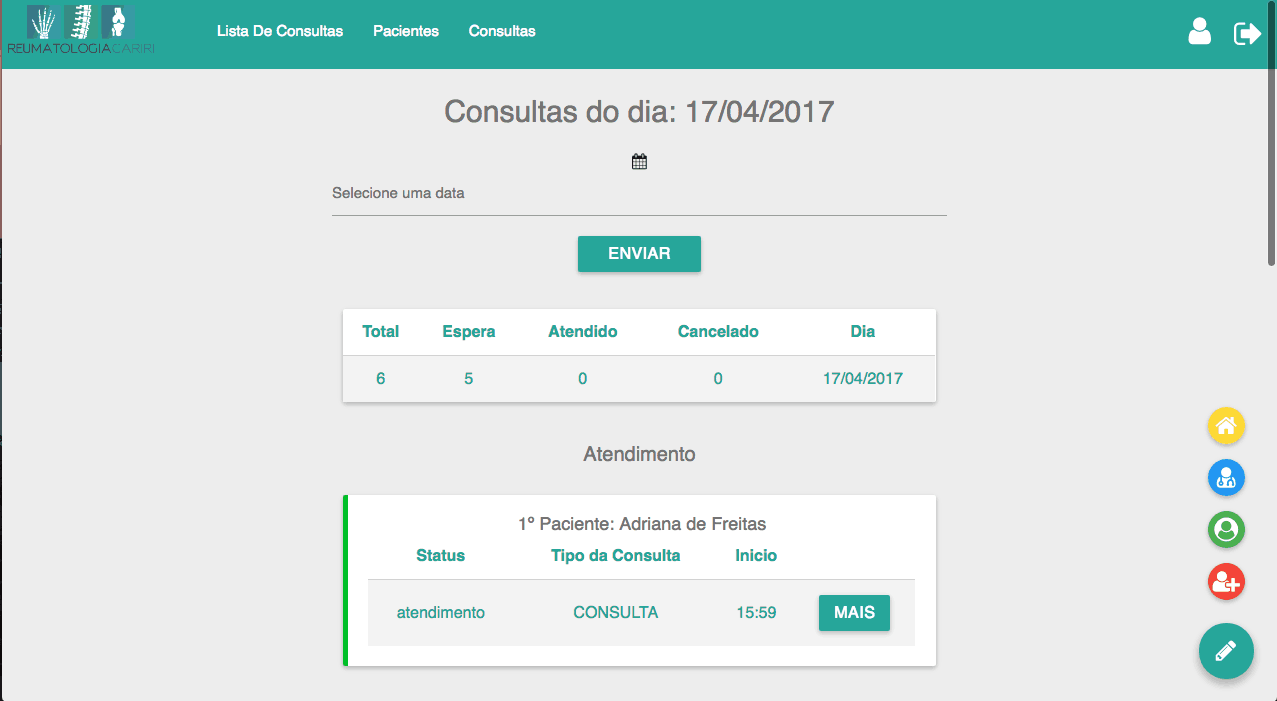 REUMATOLOGIACARIRI
Lista De Consultas Pacientes Consultas
Consultas do dia: 17/04/2017
Selecione uma data
ENVIAR
Total Espera Atendido Cancelado Dia
6 5 0 0 17/04/2017
Atendimento
1º Paciente: Adriana de Freitas
Status Tipo da Consulta Inicio
atendimento CONSULTA 15:59 MAIS